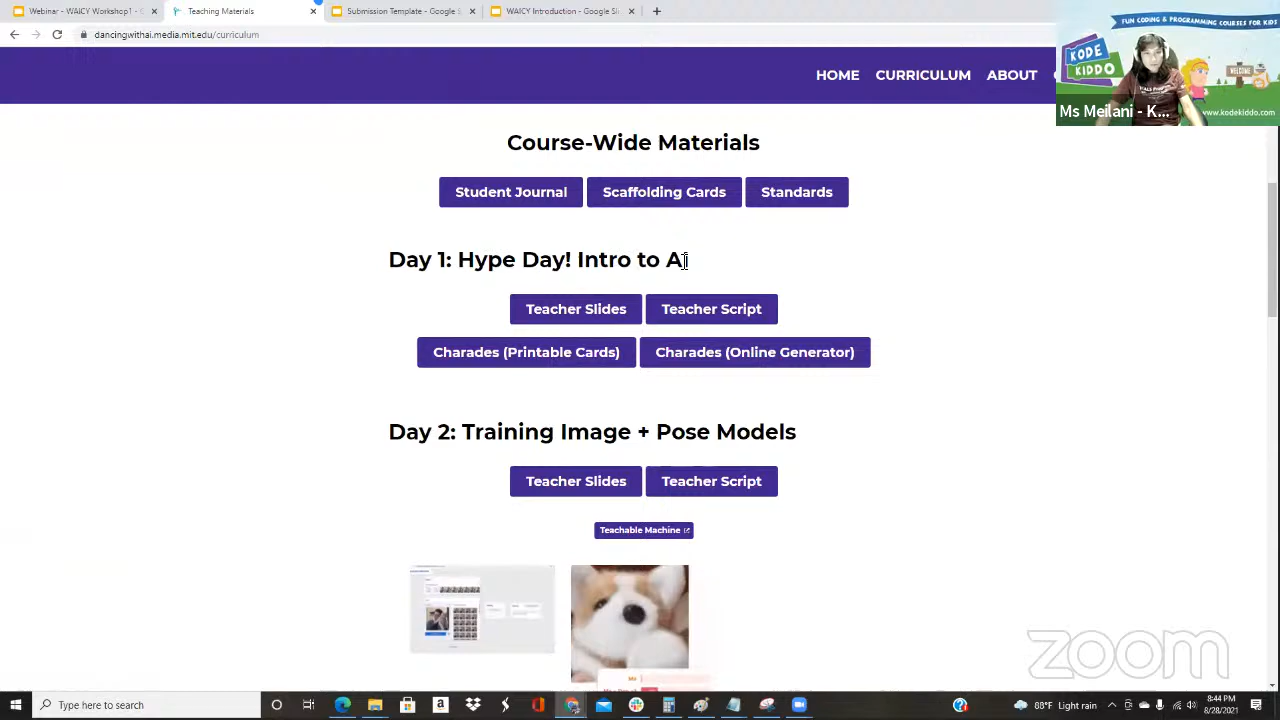 Webinar - WAICY Workshop1 - G
Teaching Materials
Submission Template - Google S
WAICY Introduction - Google Sli
dancingwithai.media.mit.edu/curriculum
FUN CODING & PROGRAMMING COURSES FOR KIDS
KODE
KIDDO
WELCOME
www.kodekiddo.com
Ms Meilani - K...
HOME CURRICULUM ABOUT
Course-Wide Materials
Student Journal Scaffolding Cards Standards
Day 1: Hype Day! Intro to AI
Teacher Slides Teacher Script
Charades (Printable Cards) Charades (Online Generator)
Day 2: Training Image + Pose Models
Teacher Slides Teacher Script
Teachable Machine
zoom
Type here to search
88°F Light rain
8:44 PM
8/28/2021